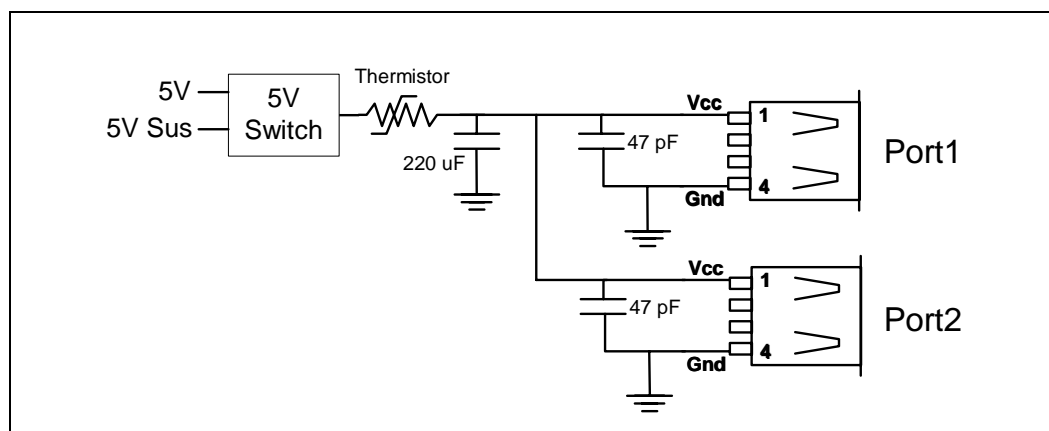 Thermistor
5V
5V Sus
5V
Switch
220 uF
47 pF
Vcc
1
4
Gnd
Port1
47 pF
Vcc
1
4
Gnd
Port2